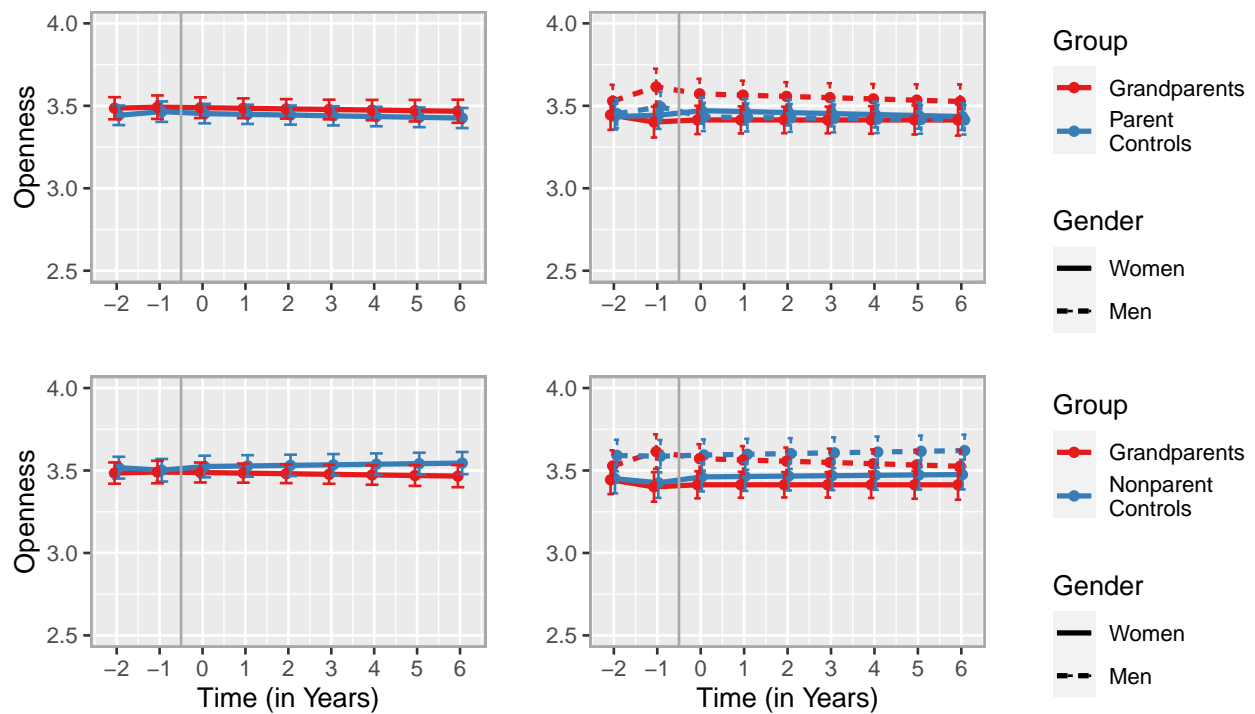 4.0
3.5
3.0
2.5
Openness
−2 −1 0 1 2 3 4 5 6
4.0
3.5
3.0
2.5
−2 −1 0 1 2 3 4 5 6
Group
Grandparents
Parent
Controls
Gender
Women
Men
4.0
3.5
3.0
2.5
Openness
−2 −1 0 1 2 3 4 5 6
Time (in Years)
4.0
3.5
3.0
2.5
−2 −1 0 1 2 3 4 5 6
Time (in Years)
Group
Grandparents
Nonparent
Controls
Gender
Women
Men